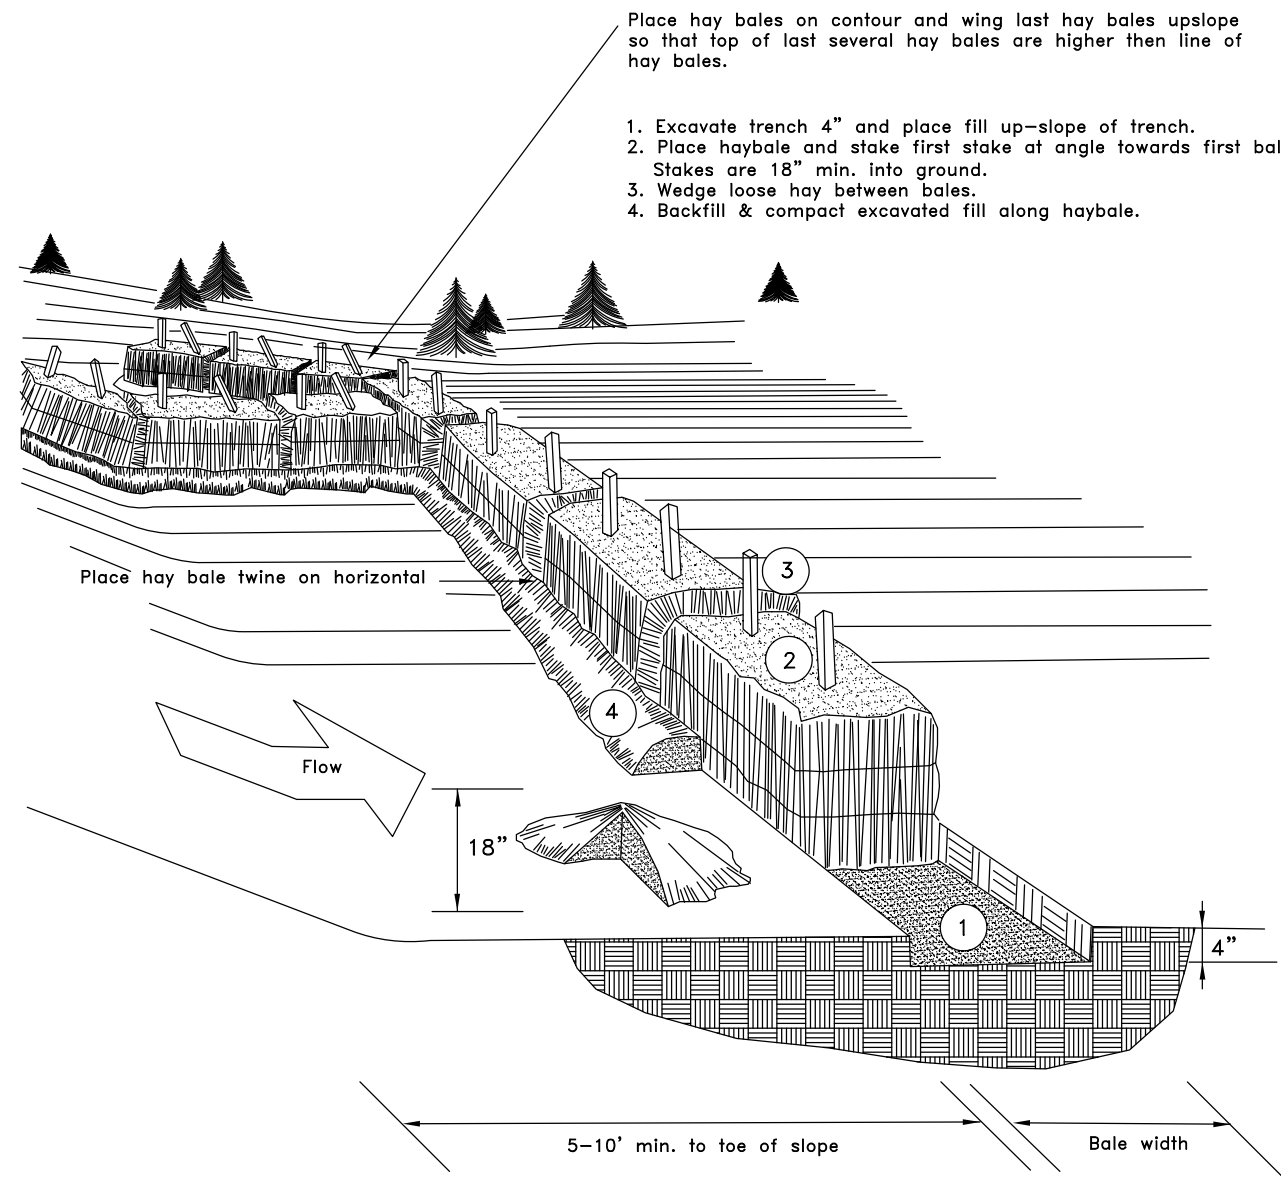 Place hay bales on contour and wing last hay bales upslope
so that top of last several hay bales are higher then line of
hay bales.
1. Excavate trench 4" and place fill up-slope of trench.
2. Place haybale and stake first stake at angle towards first bal
Stakes are 18" min. into ground.
3. Wedge loose hay between bales.
4. Backfill & compact excavated fill along haybale.
3
Place hay bale twine on horizontal
2
4
Flow
18"
1
4"
5-10' min. to toe of slope
Bale width